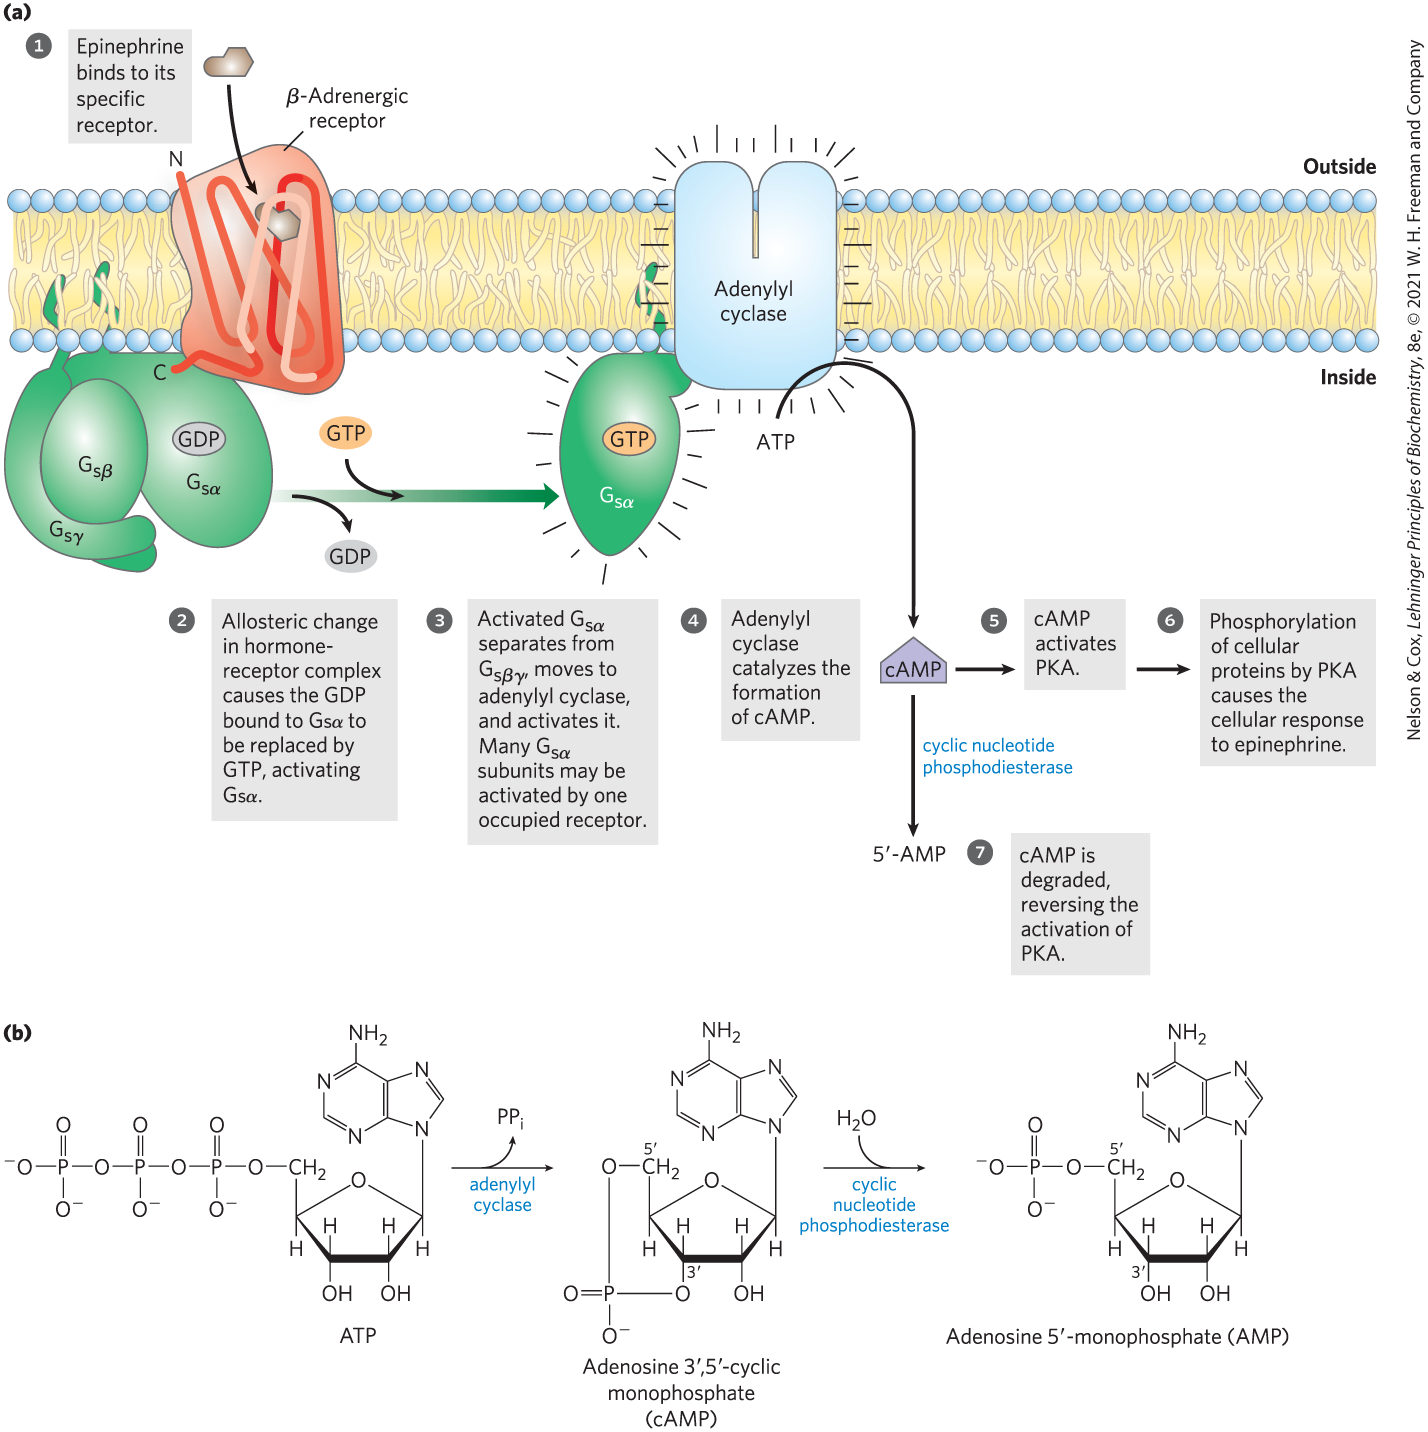 (a)
1
Epinephrine
binds to its
specific
receptor.
β-Adrenergic
receptor
N
Outside
Adenylyl
cyclase
C
Inside
GDP
GTP
GTP
ATP
Gsβ
Gsα
Gsα
Gsγ
GDP
2
Allosteric change
in hormone-
receptor complex
causes the GDP
bound to Gsα to
be replaced by
GTP, activating
Gsα.
3
Activated Gsα
separates from
Gsβγ, moves to
adenylyl cyclase,
and activates it.
Many Gsα
subunits may be
activated by one
occupied receptor.
4
Adenylyl
cyclase
catalyzes the
formation
of cAMP.
cAMP
5
cAMP
activates
PKA.
6
Phosphorylation
of cellular
proteins by PKA
causes the
cellular response
to epinephrine.
cyclic nucleotide
phosphodiesterase
5′-AMP
7
cAMP is
degraded,
reversing the
activation of
PKA.
Nelson & Cox, Lehninger Principles of Biochemistry, 8e, © 2021 W. H. Freeman and Company
(b)
NH2
N N
N N
O O O
−O P O P O P O CH2
O− O− O−
O
H H
H H
OH OH
ATP
PPi
adenylyl
cyclase
NH2
N N
N N
5′
O CH2
O
H H
H H
3′
O P O OH
O−
Adenosine 3′,5′-cyclic
monophosphate
(cAMP)
H2O
cyclic
nucleotide
phosphodiesterase
NH2
N N
N N
O
5′
−O P O CH2
O−
O
H H
H H
3′
OH OH
Adenosine 5′-monophosphate (AMP)